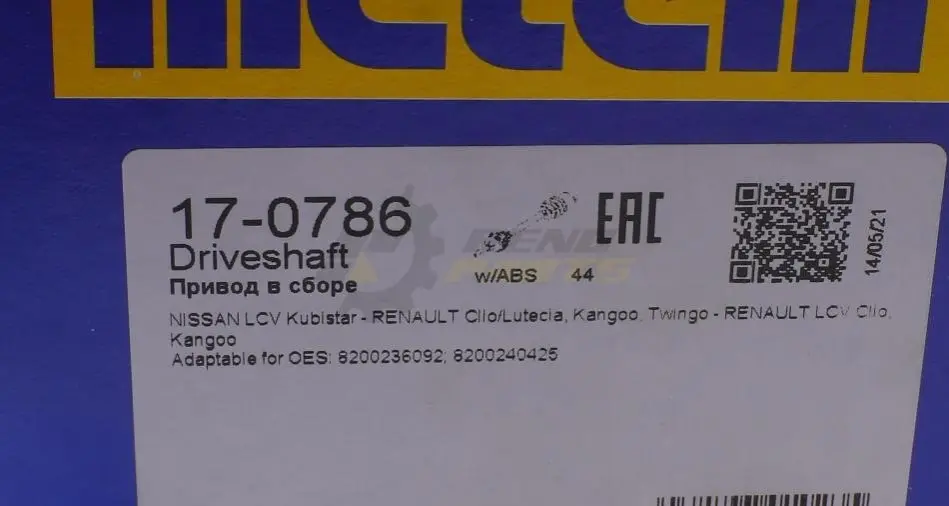 metelli
17-0786
Driveshaft
Привод в сборе
w/ABS 44
EAC
14/05/21
NISSAN LCV Kubistar - RENAULT Clio/Lutecia, Kangoo, Twingo - RENAULT LCV Clio,
Kangoo
Adaptable for OES: 8200236092; 8200240425